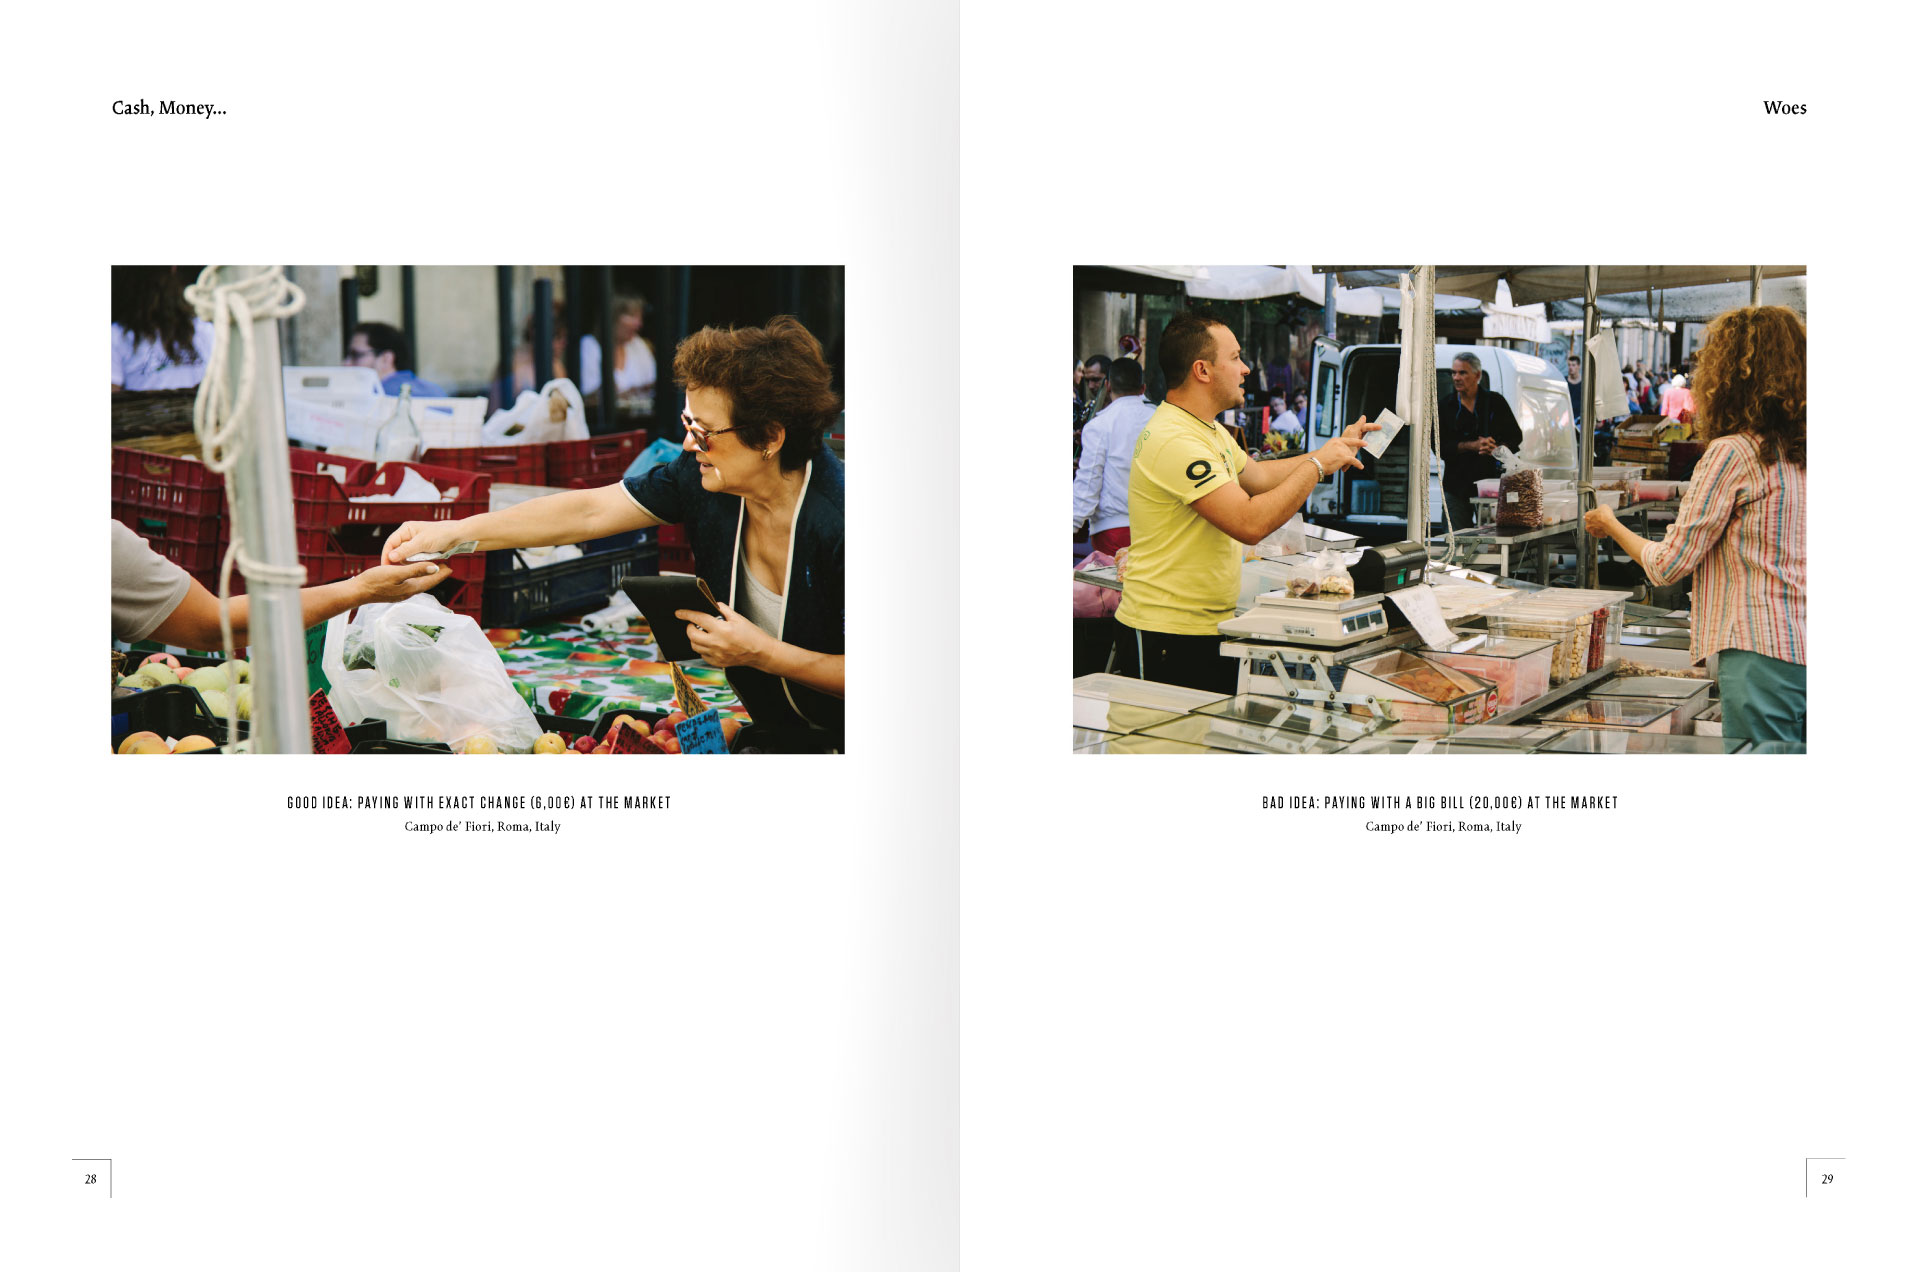 Cash, Money...
Woes
GOOD IDEA: PAYING WITH EXACT CHANGE (6,00€) AT THE MARKET
Campo de' Fiori, Roma, Italy
BAD IDEA: PAYING WITH A BIG BILL (20,00€) AT THE MARKET
Campo de' Fiori, Roma, Italy
28
29